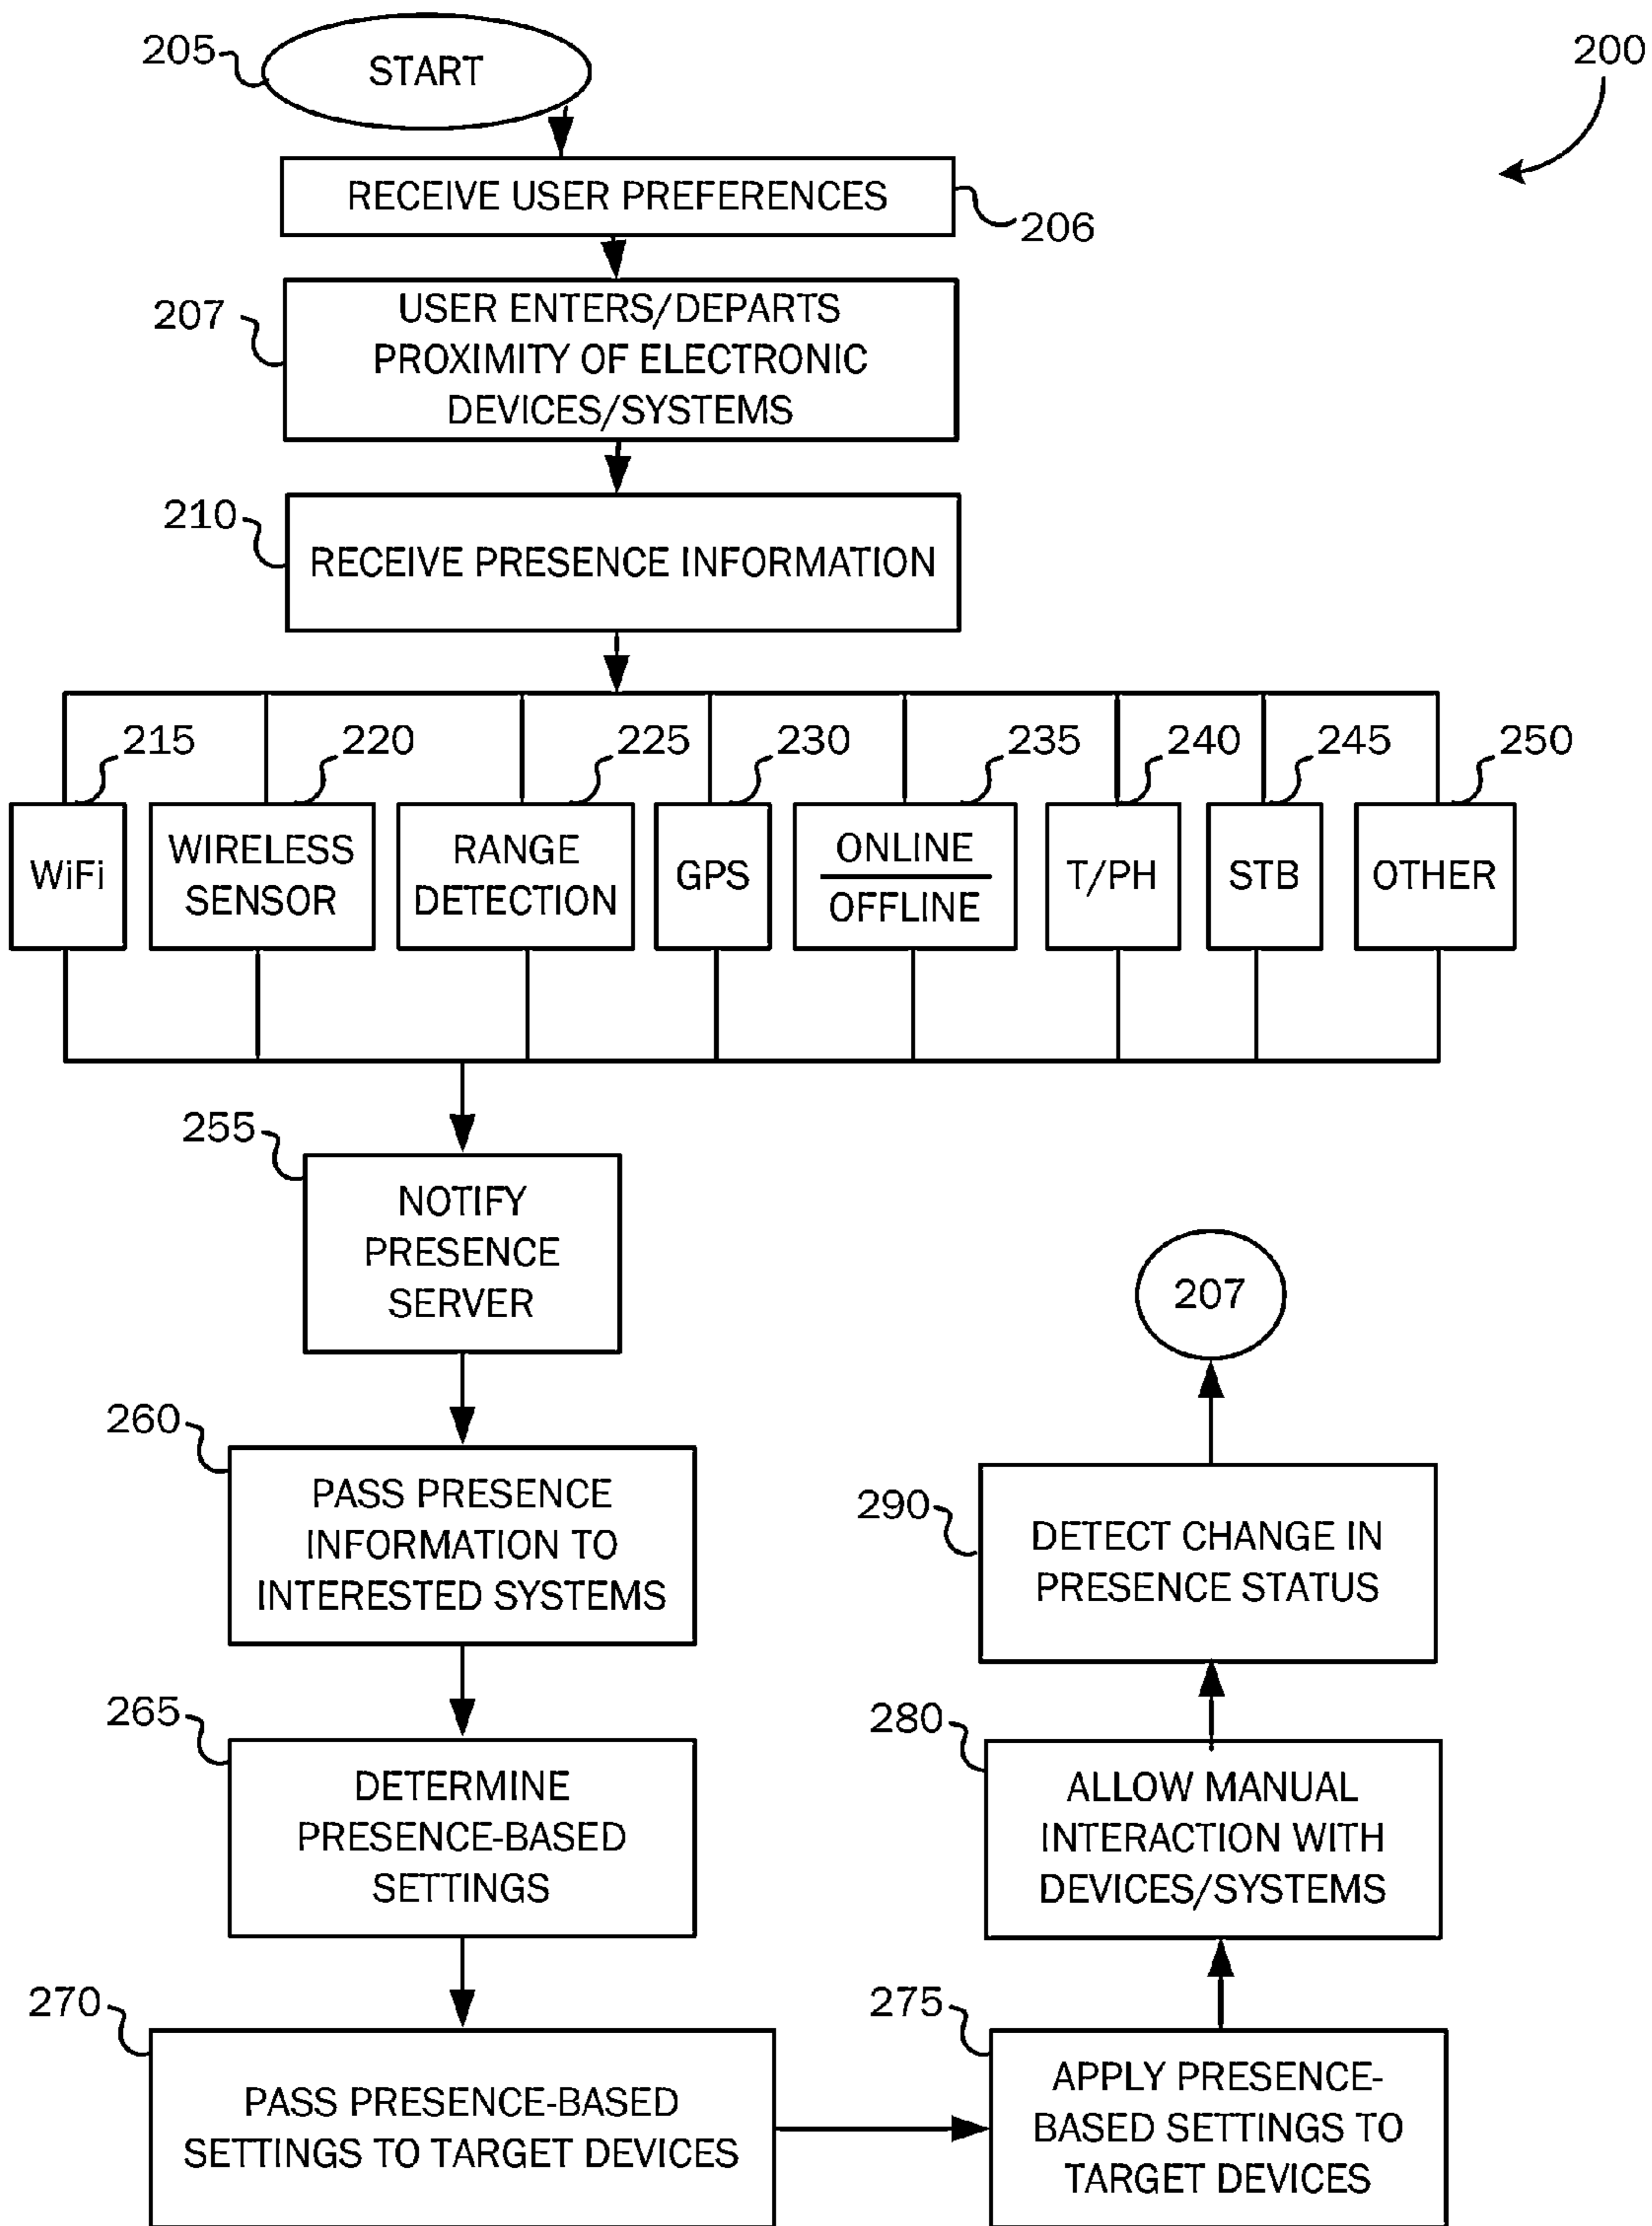 205
START
200
RECEIVE USER PREFERENCES
206
207
USER ENTERS/DEPARTS
PROXIMITY OF ELECTRONIC
DEVICES/SYSTEMS
210
RECEIVE PRESENCE INFORMATION
215
220
225
230
235
240
245
250
WiFi
WIRELESS
SENSOR
RANGE
DETECTION
GPS
ONLINE
OFFLINE
T/PH
STB
OTHER
255
NOTIFY
PRESENCE
SERVER
260
PASS PRESENCE
INFORMATION TO
INTERESTED SYSTEMS
265
DETERMINE
PRESENCE-BASED
SETTINGS
270
PASS PRESENCE-BASED
SETTINGS TO TARGET DEVICES
275
APPLY PRESENCE-
BASED SETTINGS TO
TARGET DEVICES
280
ALLOW MANUAL
INTERACTION WITH
DEVICES/SYSTEMS
290
DETECT CHANGE IN
PRESENCE STATUS
207